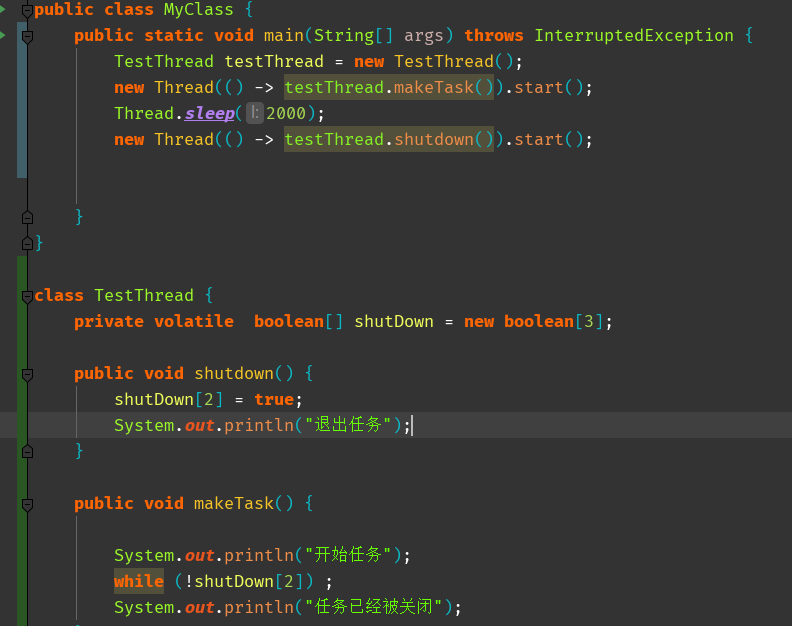 public class MyClass {
public static void main(String[] args) throws InterruptedException {
TestThread testThread = new TestThread();
new Thread(() -> testThread.makeTask()).start();
Thread.sleep( l: 2000);
new Thread(() -> testThread.shutdown()).start();
}
}
class TestThread {
private volatile  boolean[] shutDown = new boolean[3];
public void shutdown() {
shutDown[2] = true;
System.out.println("退出任务");
}
public void makeTask() {
System.out.println("开始任务");
while (!shutDown[2]) ;
System.out.println("任务已经被关闭");